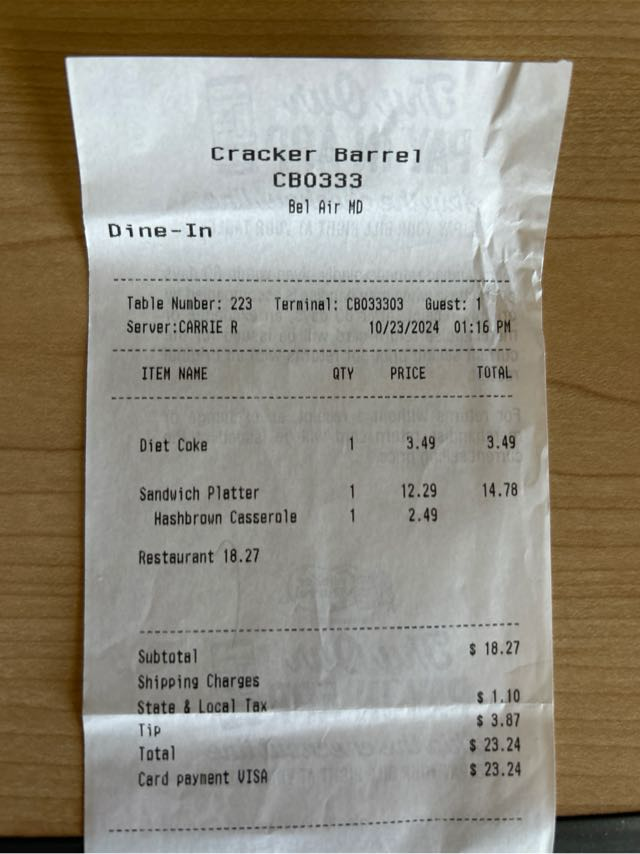 Cracker Barrel
CB0333
Bel Air MD
Dine-In
Table Number: 223 Terminal: CB033303 Guest: 1
Server:CARRIE R 10/23/2024 01:16 PM
ITEM NAME QTY PRICE TOTAL
Diet Coke 1 3.49 3.49
Sandwich Platter 1 12.29 14.78
Hashbrown Casserole 1 2.49
Restaurant 18.27
Subtotal $ 18.27
Shipping Charges
State & Local Tax $ 1.10
Tip $ 3.87
Total $ 23.24
Card payment VISA $ 23.24